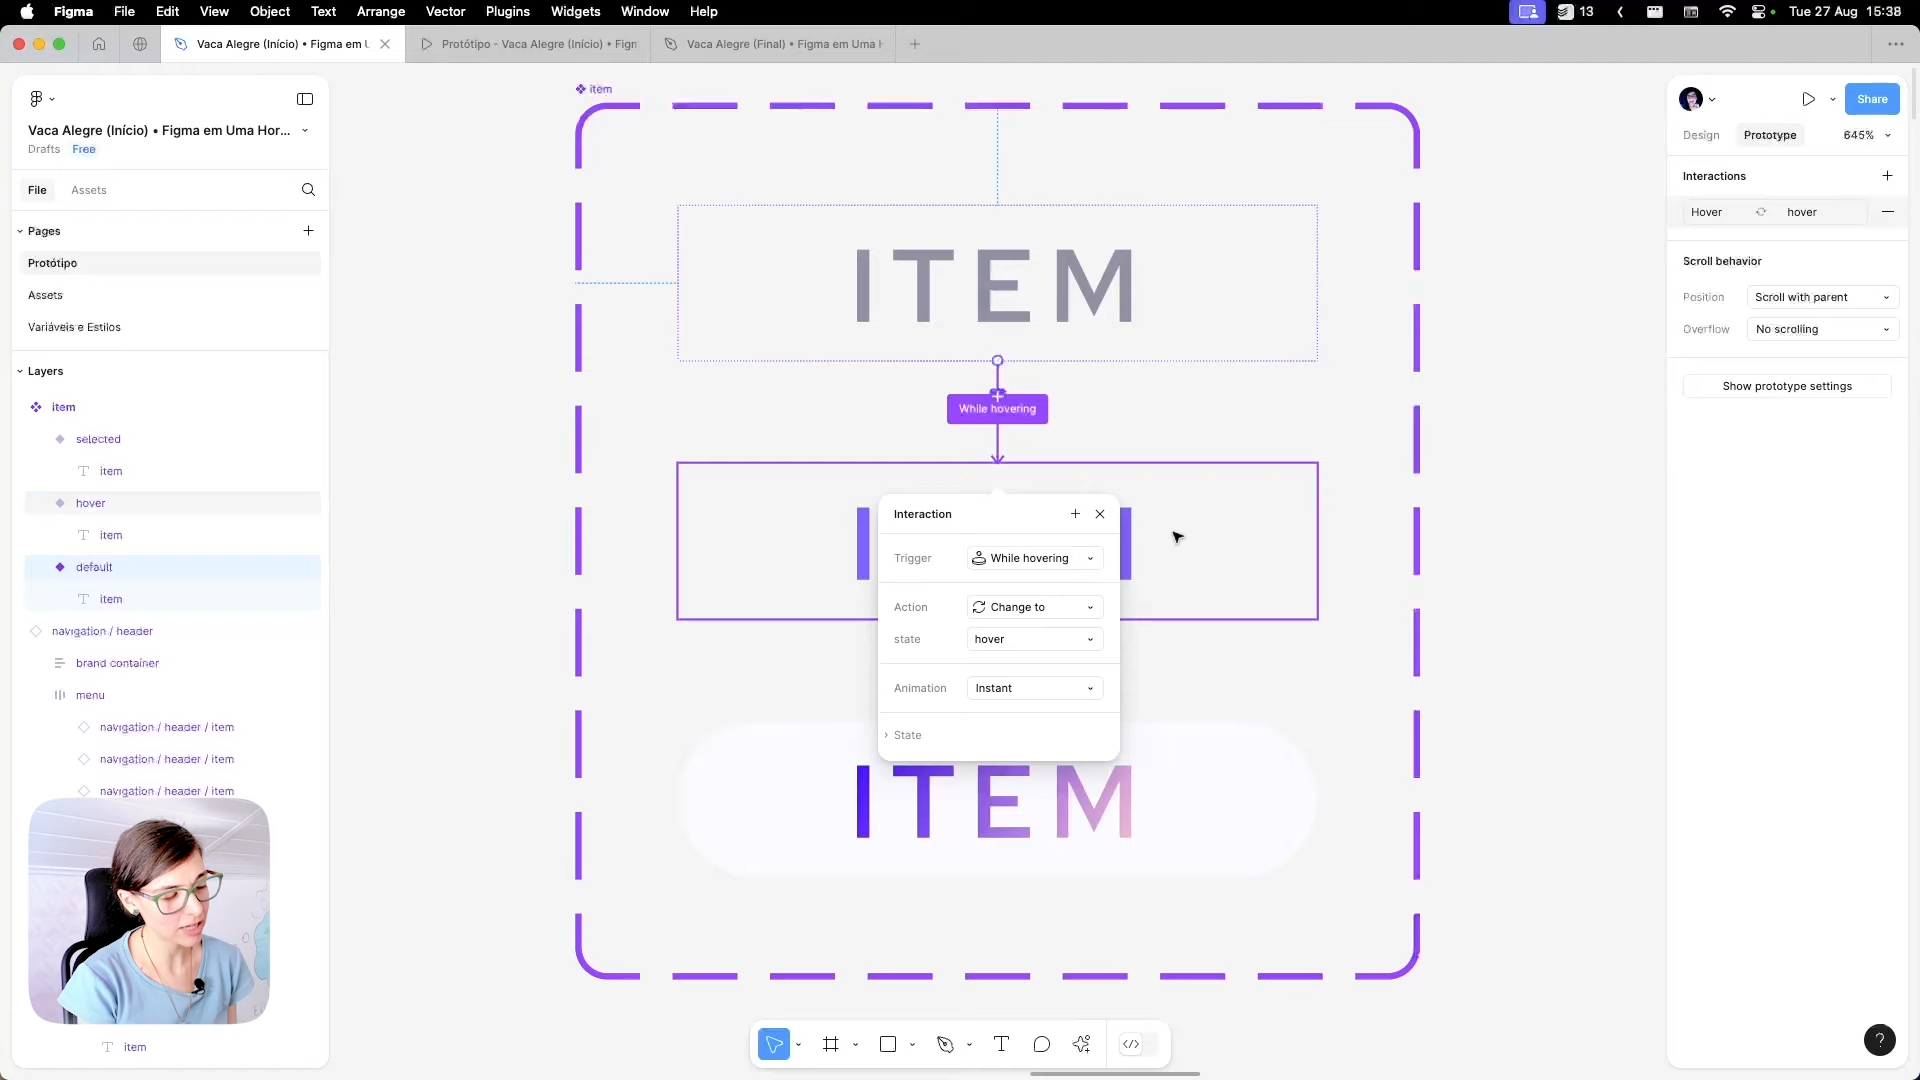 Figma File Edit View Object Text Arrange Vector Plugins Widgets Window Help
13
Tue 27 Aug 15:38
Vaca Alegre (Início) • Figma em U
Protótipo - Vaca Alegre (Início) • Figm
Vaca Alegre (Final) • Figma em Uma H
Vaca Alegre (Início) • Figma em Uma Hor...
Drafts Free
File Assets
Pages
Protótipo
Assets
Variáveis e Estilos
Layers
item
selected
item
hover
item
default
item
navigation / header
brand container
menu
navigation / header / item
navigation / header / item
navigation / header / item
item
item
ITEM
While hovering
Interaction
Trigger While hovering
Action Change to
state hover
Animation Instant
State
ITEM
Share
Design Prototype 645%
Interactions
Hover hover
Scroll behavior
Position Scroll with parent
Overflow No scrolling
Show prototype settings
?